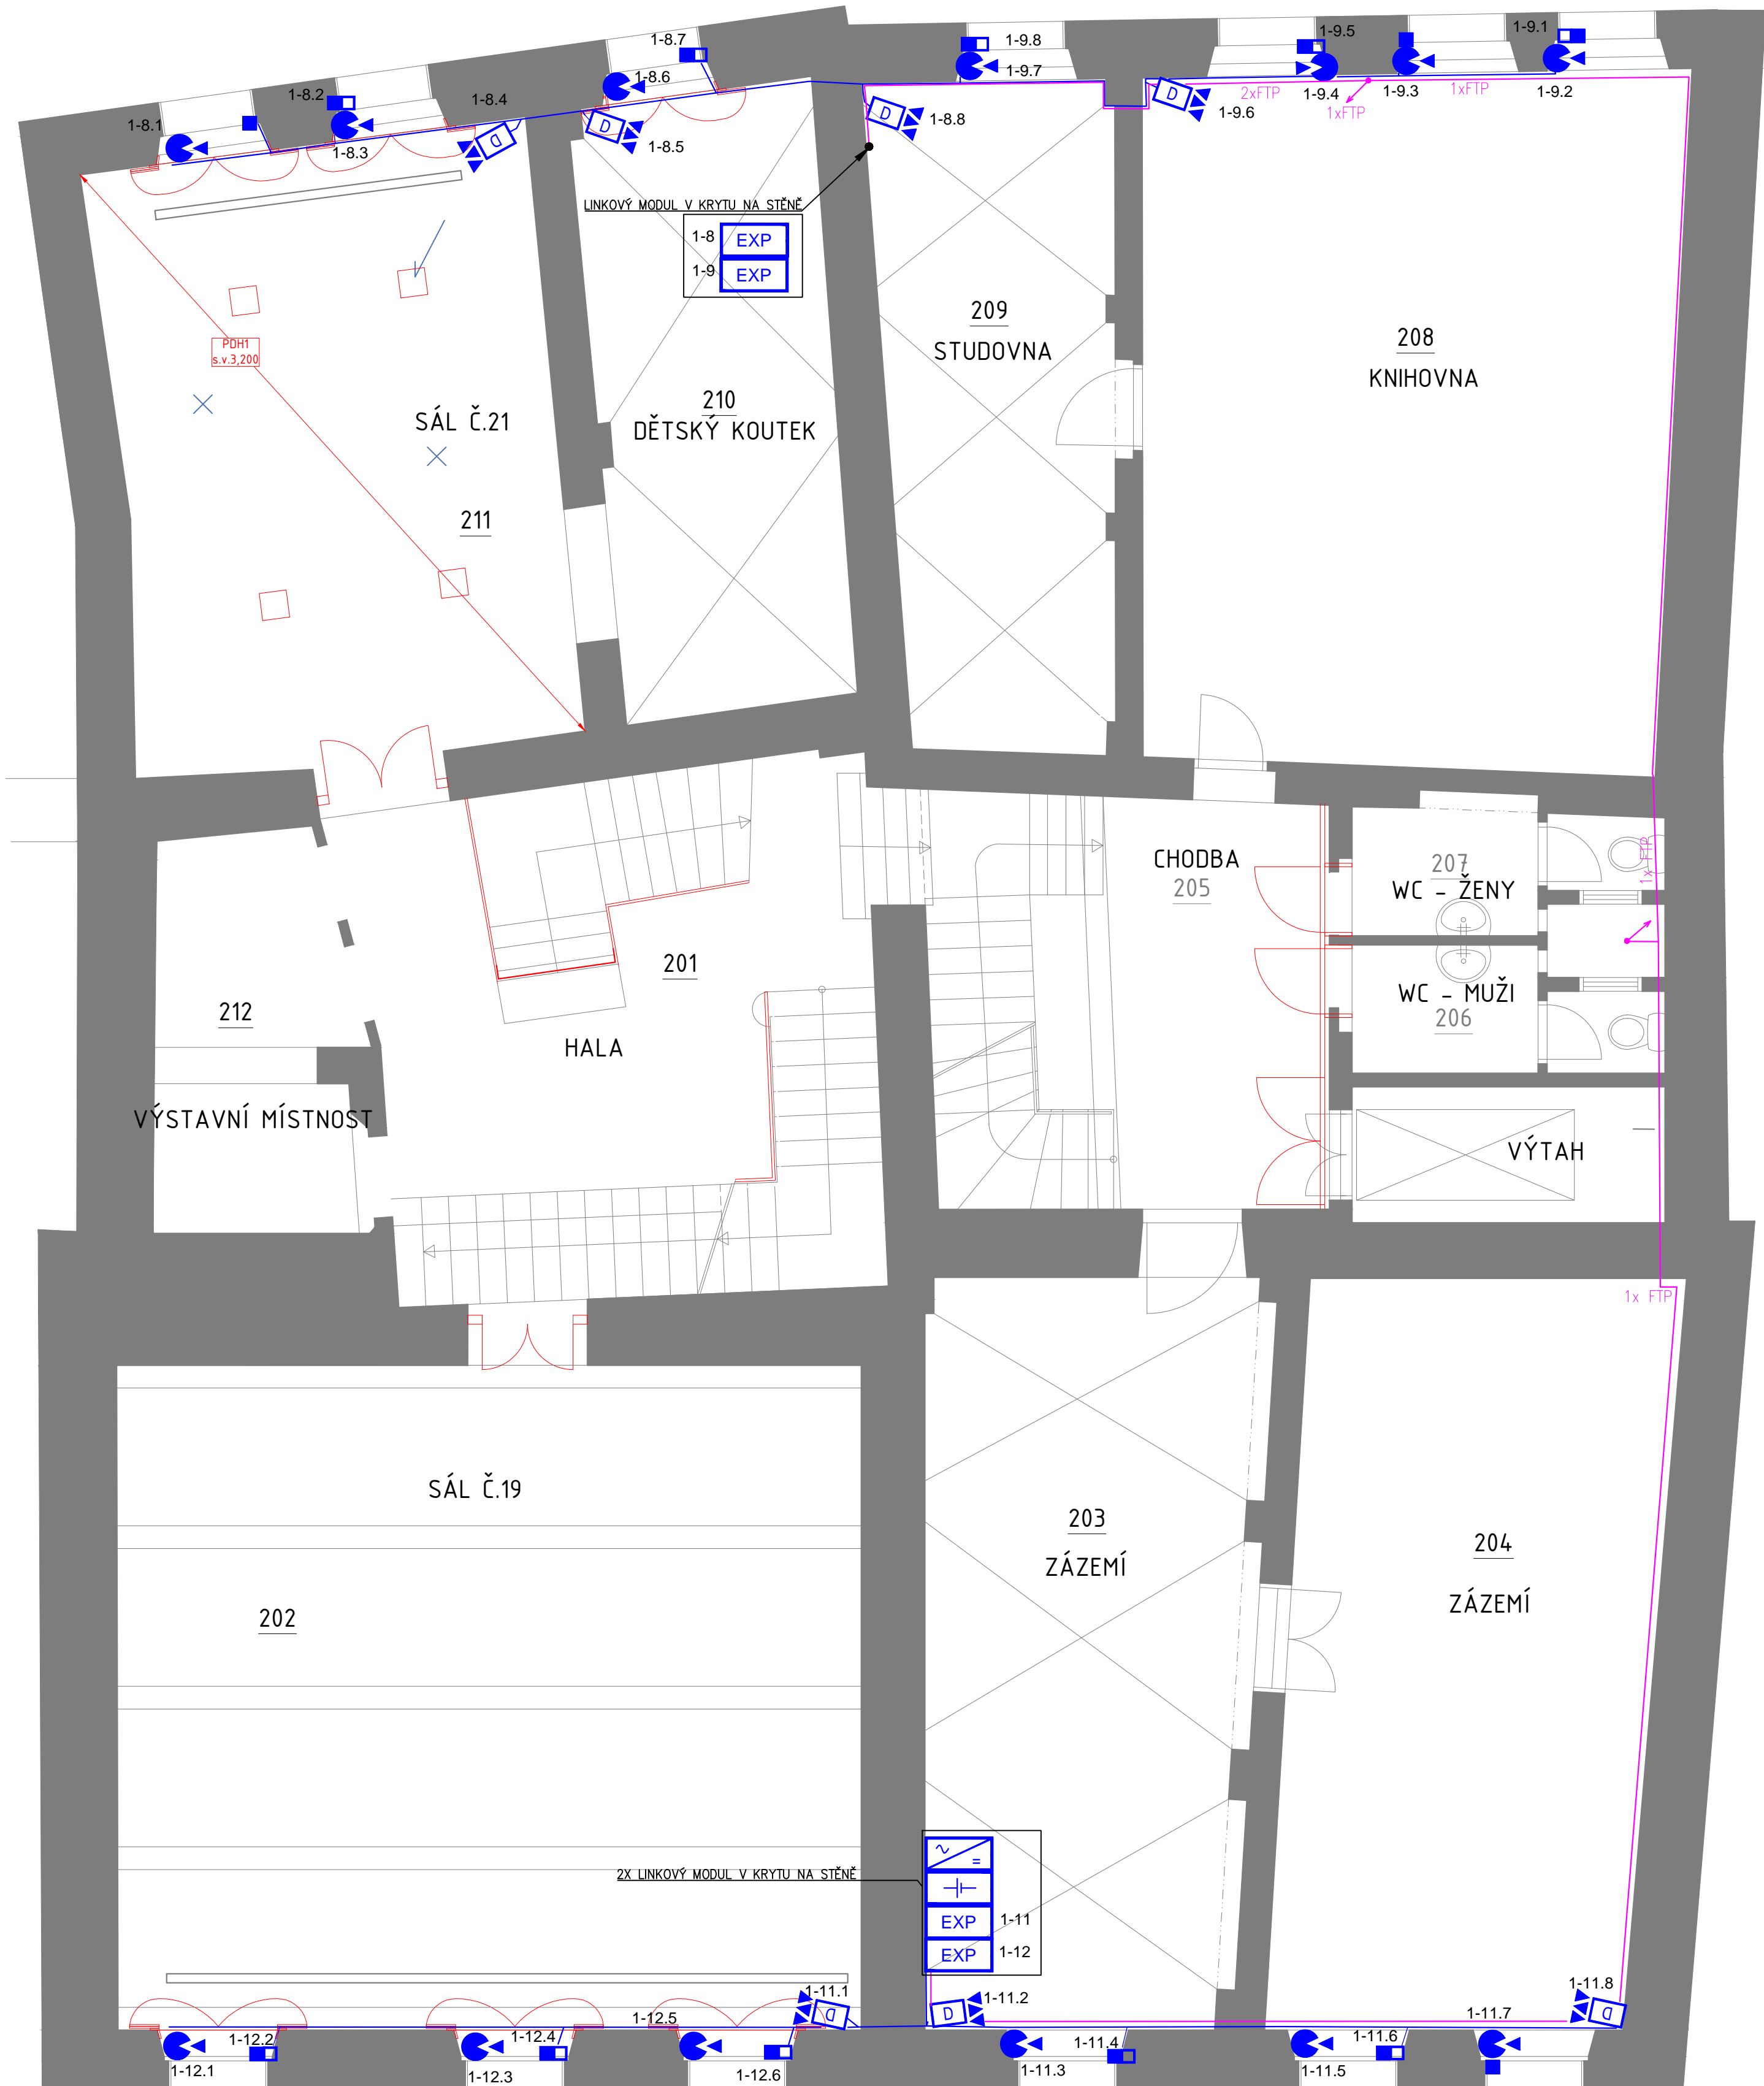 1-8.7
1-9.8
1-9.5
1-9.1
1-8.6
1-9.7
1-8.2
1-8.4
2xFTP
1-9.4
1xFTP
1-9.3
1xFTP
1-9.2
1-8.1
1-8.3
D
D
1-8.5
D
1-8.8
D
1-9.6
LINKOVÝ MODUL V KRYTU NA STĚNĚ
1-8
EXP
1-9
EXP
PDH1
s.v.3,200
209
STUDOVNA
208
KNIHOVNA
210
DĚTSKÝ KOUTEK
SÁL Č.21
211
CHODBA
205
207
WC - ŽENY
1x FTP
WC - MUŽI
206
201
HALA
212
VÝSTAVNÍ MÍSTNOST
VÝTAH
1x FTP
SÁL Č.19
202
203
ZÁZEMÍ
204
ZÁZEMÍ
2X LINKOVÝ MODUL V KRYTU NA STĚNĚ
~
=
EXP
1-11
EXP
1-12
1-11.1
D
D
1-11.2
1-11.8
D
1-12.5
1-11.7
1-12.2
1-12.4
1-11.4
1-11.6
1-12.1
1-12.3
1-12.6
1-11.3
1-11.5